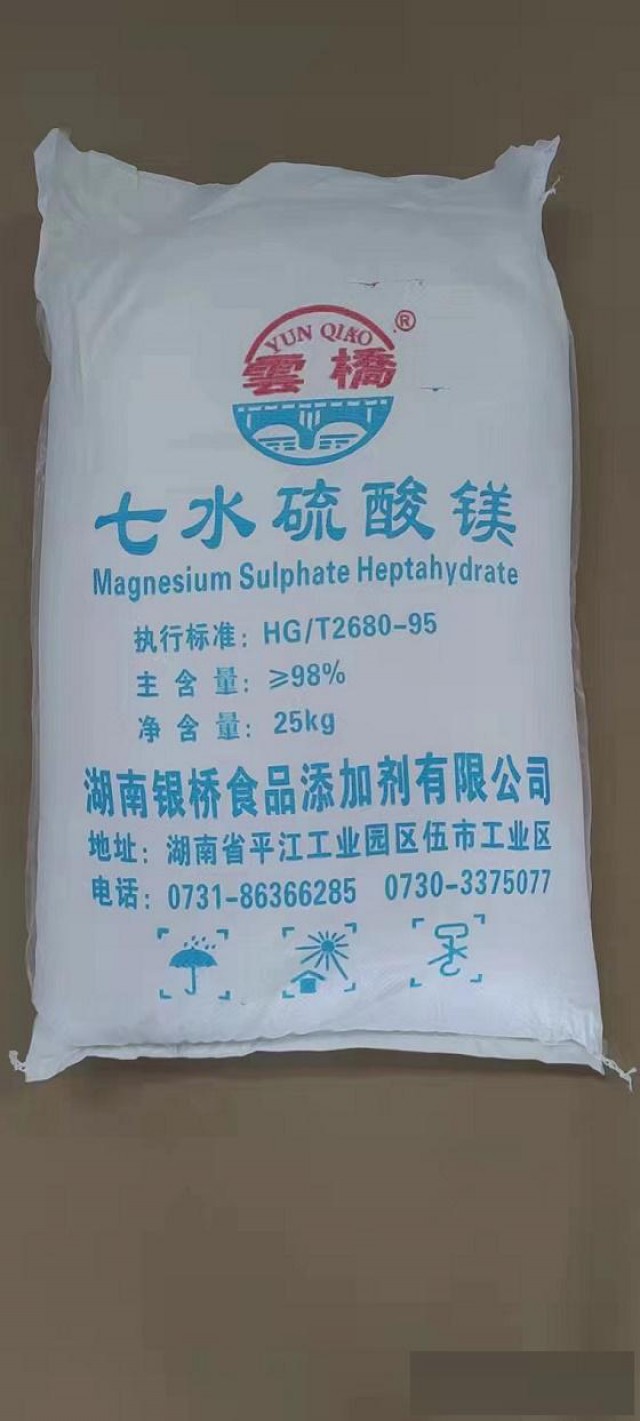 YUN QIAO ®
雲橋
七水硫酸镁
Magnesium Sulphate Heptahydrate
执行标准：HG/T2680-95
主含量：≥98%
净含量：25kg
湖南银桥食品添加剂有限公司
地址：湖南省平江工业园区伍市工业区
电话：0731-86366285 0730-3375077